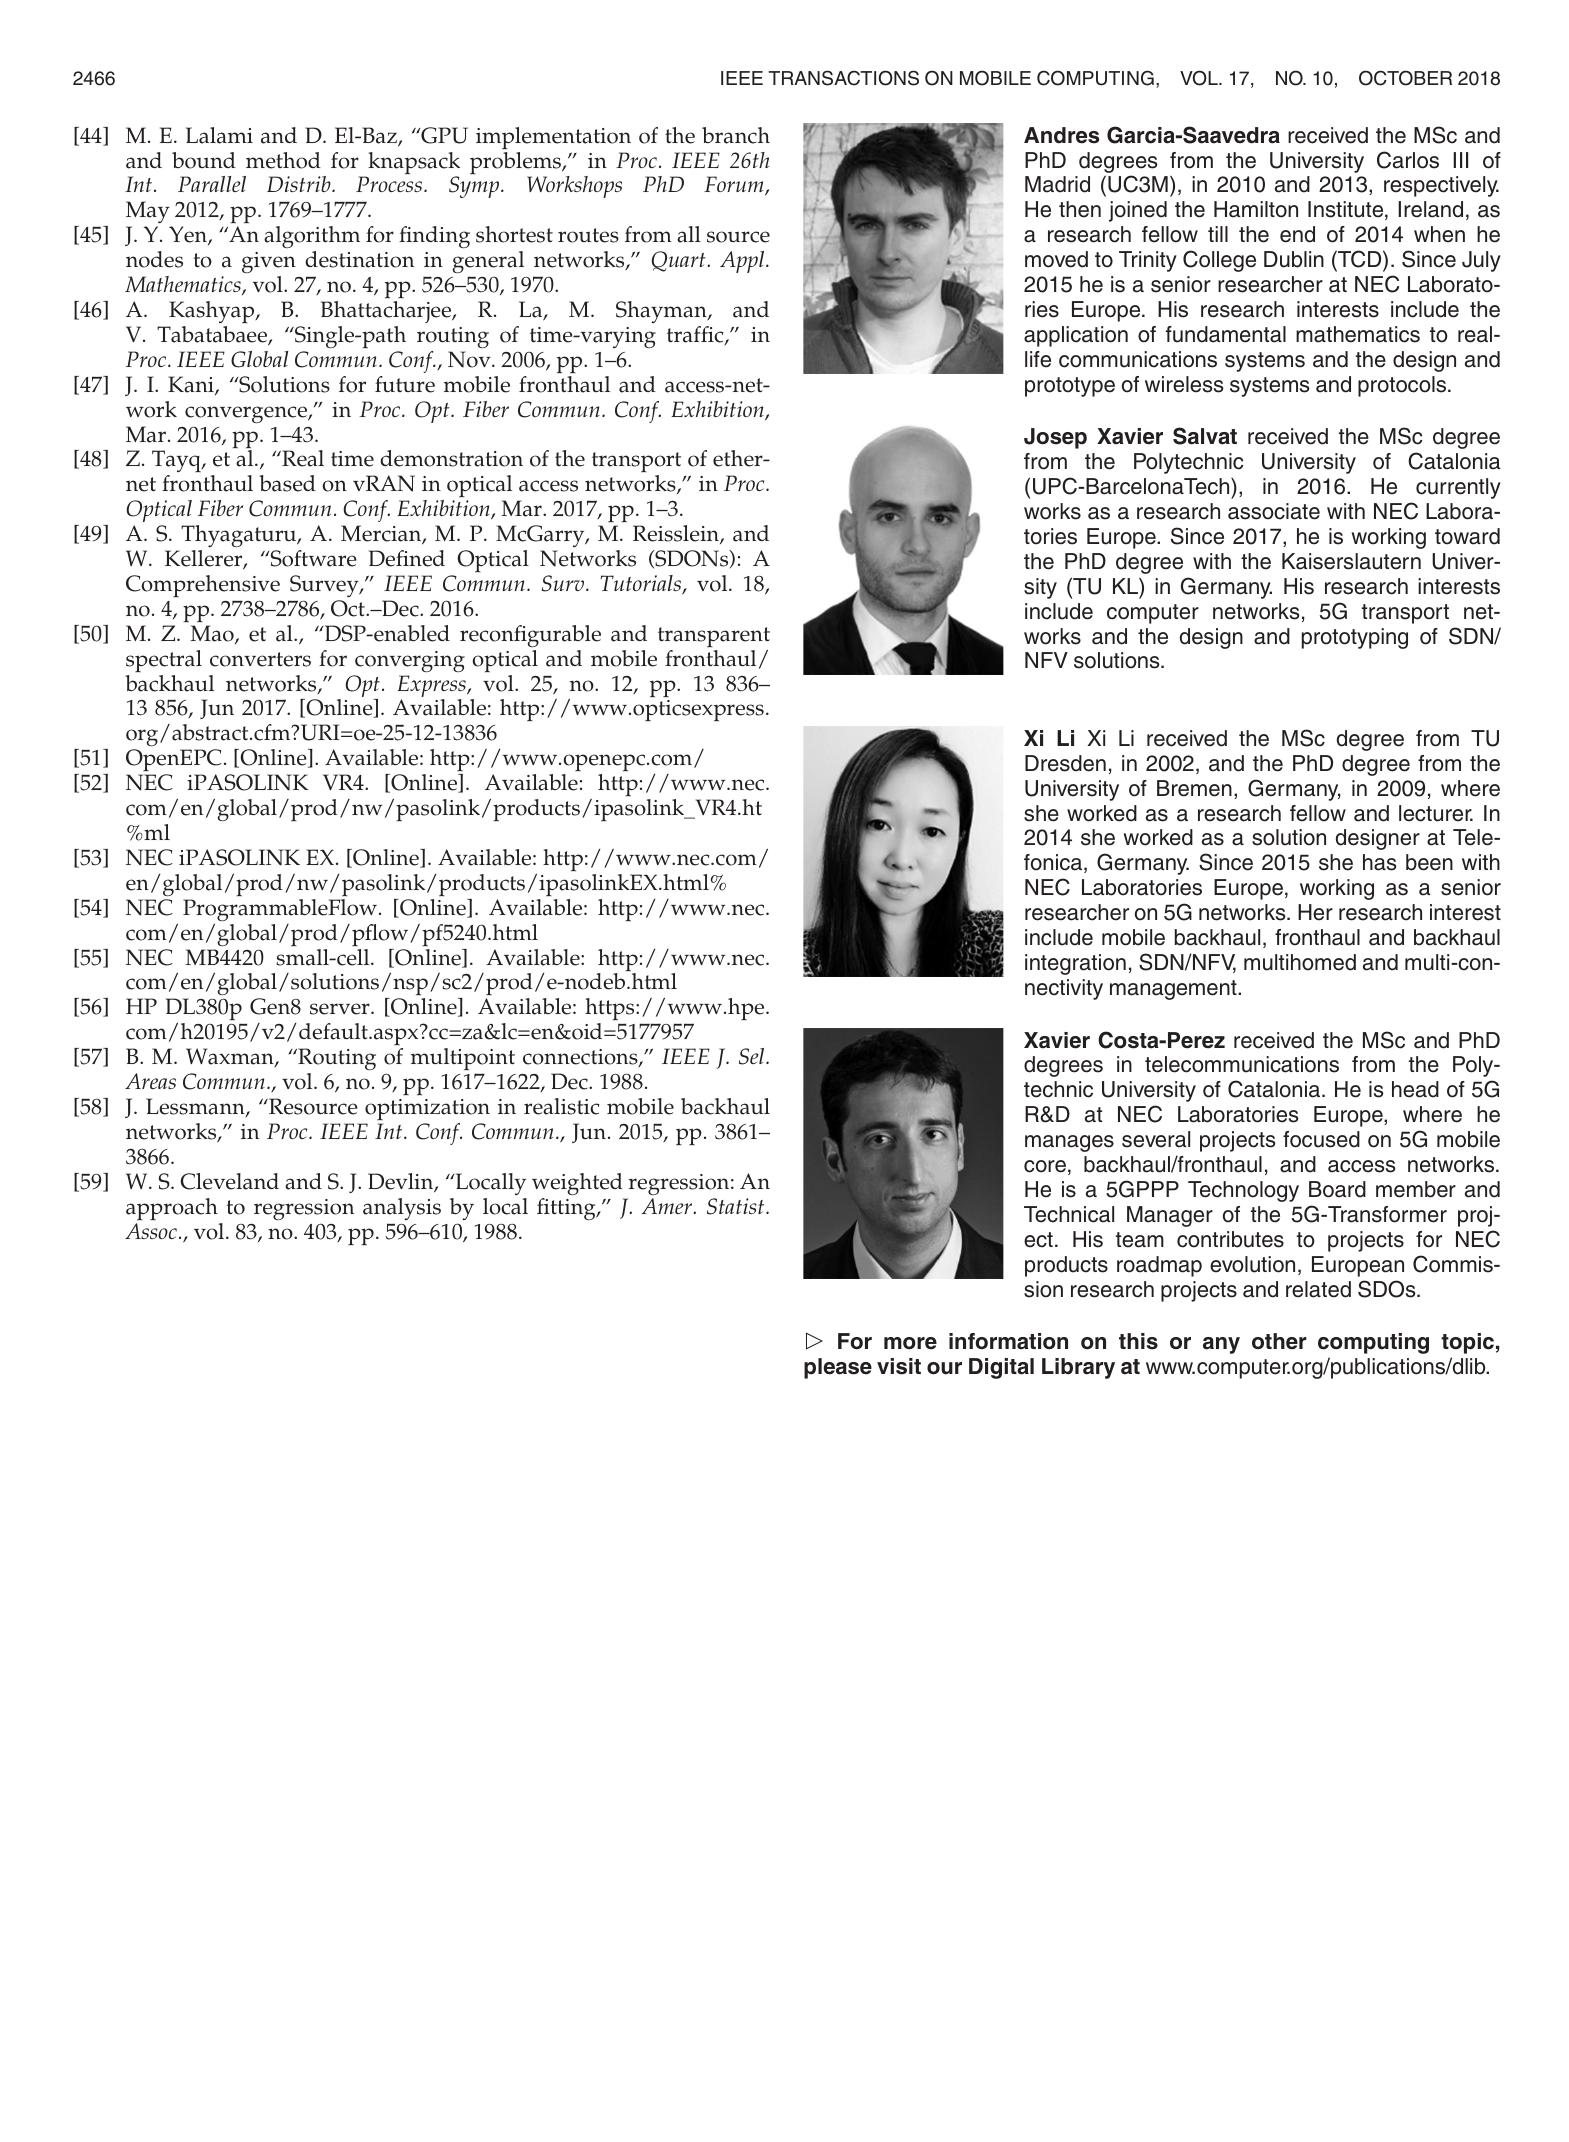 2466
IEEE TRANSACTIONS ON MOBILE COMPUTING, VOL. 17, NO. 10, OCTOBER 2018
[44] M. E. Lalami and D. El-Baz, “GPU implementation of the branch
and bound method for knapsack problems,” in Proc. IEEE 26th
Int. Parallel Distrib. Process. Symp. Workshops PhD Forum,
May 2012, pp. 1769–1777.
[45] J. Y. Yen, “An algorithm for finding shortest routes from all source
nodes to a given destination in general networks,” Quart. Appl.
Mathematics, vol. 27, no. 4, pp. 526–530, 1970.
[46] A. Kashyap, B. Bhattacharjee, R. La, M. Shayman, and
V. Tabatabaee, “Single-path routing of time-varying traffic,” in
Proc. IEEE Global Commun. Conf., Nov. 2006, pp. 1–6.
[47] J. I. Kani, “Solutions for future mobile fronthaul and access-net-
work convergence,” in Proc. Opt. Fiber Commun. Conf. Exhibition,
Mar. 2016, pp. 1–43.
[48] Z. Tayq, et al., “Real time demonstration of the transport of ether-
net fronthaul based on vRAN in optical access networks,” in Proc.
Optical Fiber Commun. Conf. Exhibition, Mar. 2017, pp. 1–3.
[49] A. S. Thyagaturu, A. Mercian, M. P. McGarry, M. Reisslein, and
W. Kellerer, “Software Defined Optical Networks (SDONs): A
Comprehensive Survey,” IEEE Commun. Surv. Tutorials, vol. 18,
no. 4, pp. 2738–2786, Oct.–Dec. 2016.
[50] M. Z. Mao, et al., “DSP-enabled reconfigurable and transparent
spectral converters for converging optical and mobile fronthaul/
backhaul networks,” Opt. Express, vol. 25, no. 12, pp. 13 836–
13 856, Jun 2017. [Online]. Available: http://www.opticsexpress.
org/abstract.cfm?URI=oe-25-12-13836
[51] OpenEPC. [Online]. Available: http://www.openepc.com/
[52] NEC iPASOLINK VR4. [Online]. Available: http://www.nec.
com/en/global/prod/nw/pasolink/products/ipasolink_VR4.ht
%ml
[53] NEC iPASOLINK EX. [Online]. Available: http://www.nec.com/
en/global/prod/nw/pasolink/products/ipasolinkEX.html%
[54] NEC ProgrammableFlow. [Online]. Available: http://www.nec.
com/en/global/prod/pflow/pf5240.html
[55] NEC MB4420 small-cell. [Online]. Available: http://www.nec.
com/en/global/solutions/nsp/sc2/prod/e-nodeb.html
[56] HP DL380p Gen8 server. [Online]. Available: https://www.hpe.
com/h20195/v2/default.aspx?cc=za&lc=en&oid=5177957
[57] B. M. Waxman, “Routing of multipoint connections,” IEEE J. Sel.
Areas Commun., vol. 6, no. 9, pp. 1617–1622, Dec. 1988.
[58] J. Lessmann, “Resource optimization in realistic mobile backhaul
networks,” in Proc. IEEE Int. Conf. Commun., Jun. 2015, pp. 3861–
3866.
[59] W. S. Cleveland and S. J. Devlin, “Locally weighted regression: An
approach to regression analysis by local fitting,” J. Amer. Statist.
Assoc., vol. 83, no. 403, pp. 596–610, 1988.
Andres Garcia-Saavedra received the MSc and
PhD degrees from the University Carlos III of
Madrid (UC3M), in 2010 and 2013, respectively.
He then joined the Hamilton Institute, Ireland, as
a research fellow till the end of 2014 when he
moved to Trinity College Dublin (TCD). Since July
2015 he is a senior researcher at NEC Laborato-
ries Europe. His research interests include the
application of fundamental mathematics to real-
life communications systems and the design and
prototype of wireless systems and protocols.
Josep Xavier Salvat received the MSc degree
from the Polytechnic University of Catalonia
(UPC-BarcelonaTech), in 2016. He currently
works as a research associate with NEC Labora-
tories Europe. Since 2017, he is working toward
the PhD degree with the Kaiserslautern Univer-
sity (TU KL) in Germany. His research interests
include computer networks, 5G transport net-
works and the design and prototyping of SDN/
NFV solutions.
Xi Li Xi Li received the MSc degree from TU
Dresden, in 2002, and the PhD degree from the
University of Bremen, Germany, in 2009, where
she worked as a research fellow and lecturer. In
2014 she worked as a solution designer at Tele-
fonica, Germany. Since 2015 she has been with
NEC Laboratories Europe, working as a senior
researcher on 5G networks. Her research interest
include mobile backhaul, fronthaul and backhaul
integration, SDN/NFV, multihomed and multi-con-
nectivity management.
Xavier Costa-Perez received the MSc and PhD
degrees in telecommunications from the Poly-
technic University of Catalonia. He is head of 5G
R&D at NEC Laboratories Europe, where he
manages several projects focused on 5G mobile
core, backhaul/fronthaul, and access networks.
He is a 5GPPP Technology Board member and
Technical Manager of the 5G-Transformer proj-
ect. His team contributes to projects for NEC
products roadmap evolution, European Commis-
sion research projects and related SDOs.
▷ For more information on this or any other computing topic,
please visit our Digital Library at www.computer.org/publications/dlib.